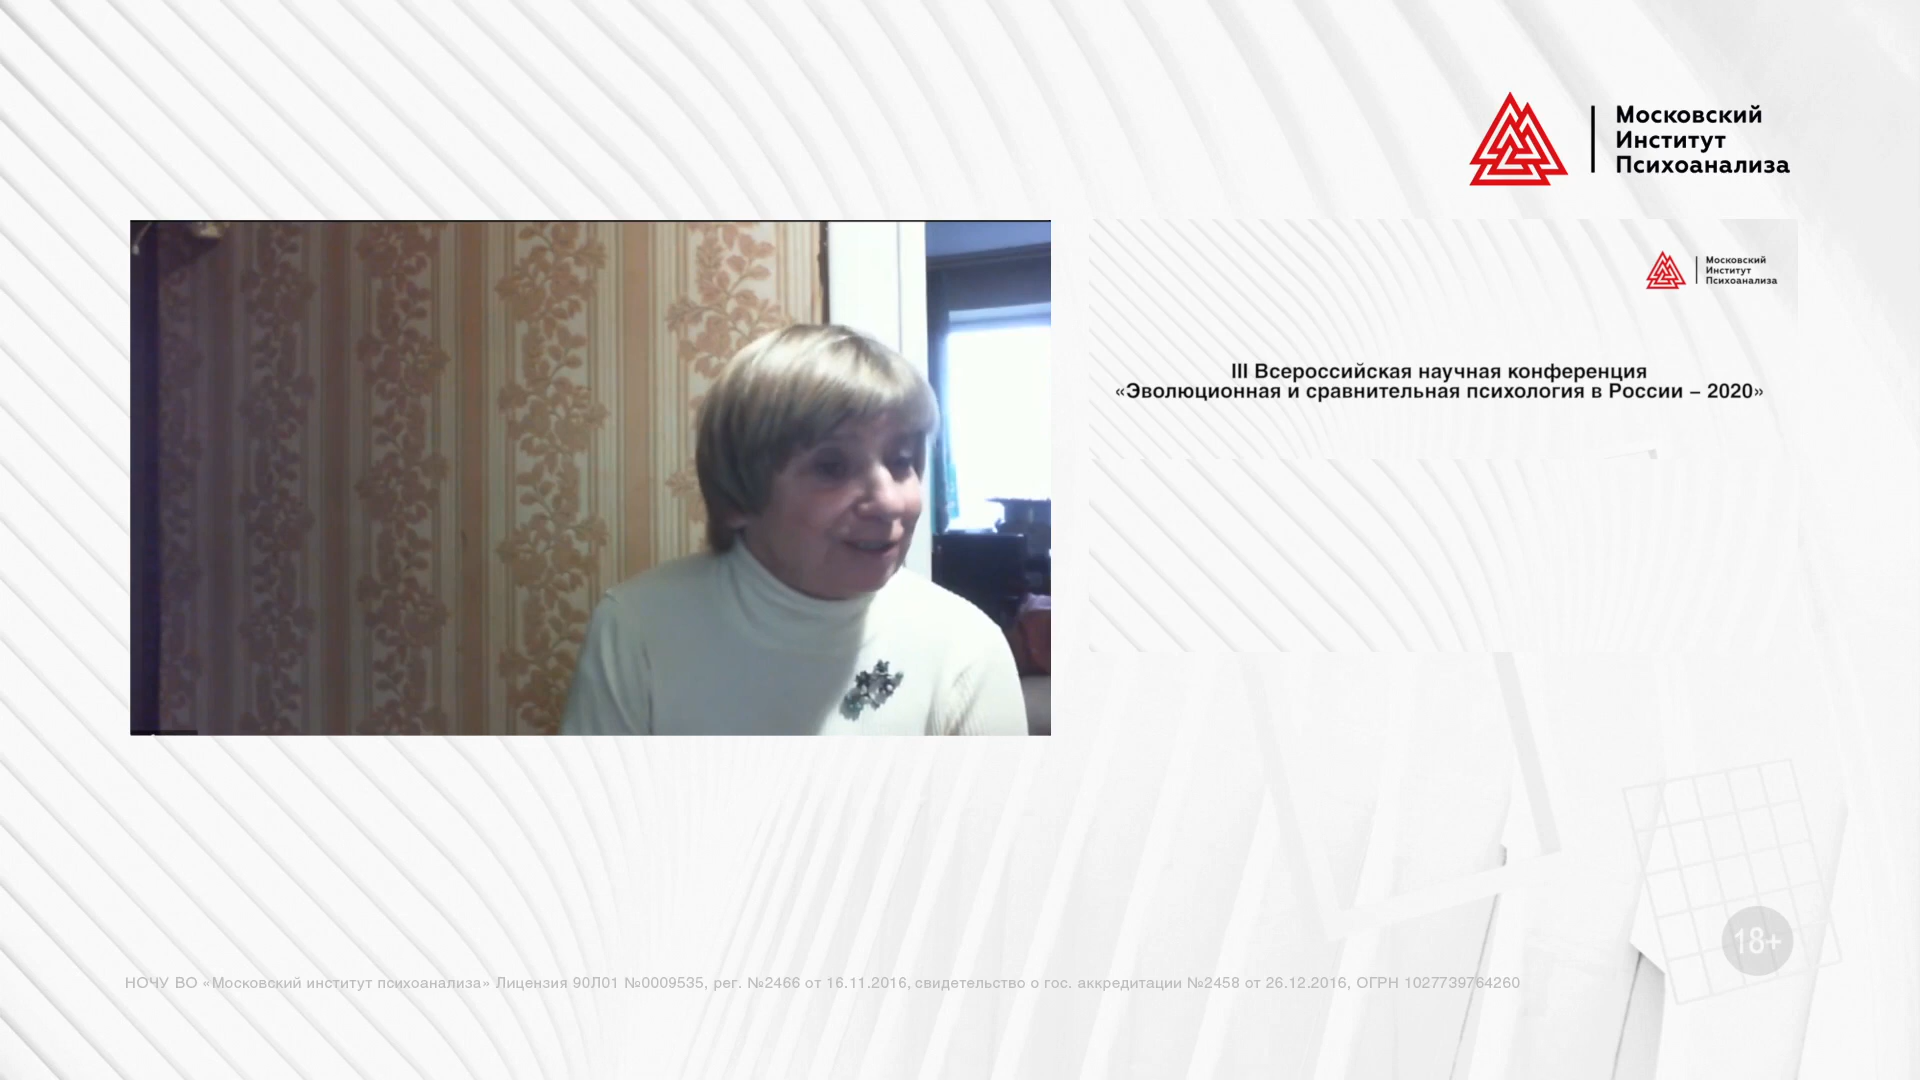 Московский
Институт
Психоанализа
Московский
Институт
Психоанализа
III Всероссийская научная конференция
«Эволюционная и сравнительная психология в России – 2020»
18+
НОЧУ ВО «Московский институт психоанализа» Лицензия 90Л01 №0009535, рег. №2466 от 16.11.2016, свидетельство о гос. аккредитации №2458 от 26.12.2016, ОГРН 1027739764260